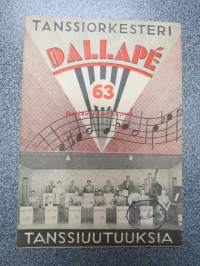 TANSSIORKESTERI
DALLAPÉ
63
TANSSIUUTUUKSIA